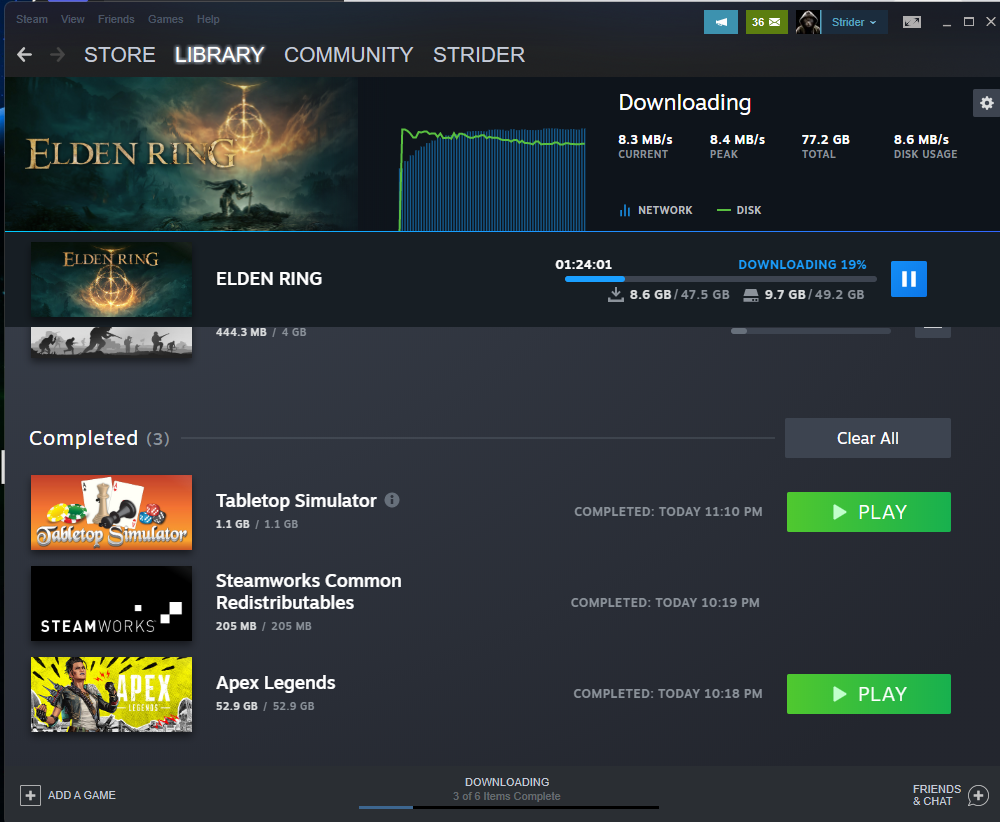 Steam View Friends Games Help
36
Strider
STORE LIBRARY COMMUNITY STRIDER
ELDEN RING
Downloading
8.3 MB/s 8.4 MB/s 77.2 GB 8.6 MB/s
CURRENT PEAK TOTAL DISK USAGE
NETWORK DISK
ELDEN RING
ELDEN RING
01:24:01 DOWNLOADING 19%
8.6 GB / 47.5 GB 9.7 GB / 49.2 GB
444.3 MB / 4 GB
Completed (3)
Clear All
Tabletop Simulator
Tabletop Simulator
1.1 GB / 1.1 GB
COMPLETED: TODAY 11:10 PM
PLAY
STEAMWORKS
Steamworks Common
Redistributables
205 MB / 205 MB
COMPLETED: TODAY 10:19 PM
APEX
LEGENDS
Apex Legends
52.9 GB / 52.9 GB
COMPLETED: TODAY 10:18 PM
PLAY
ADD A GAME
DOWNLOADING
3 of 6 Items Complete
FRIENDS
& CHAT